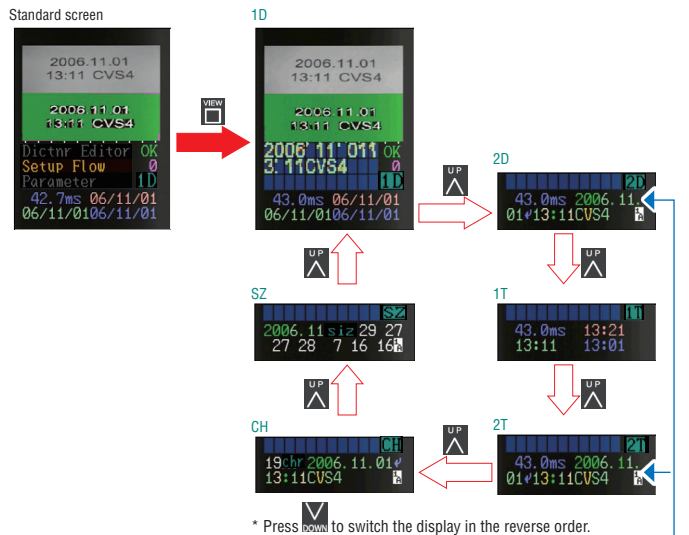 Standard screen
1D
2006.11.01
13:11 CVS4
2006.11.01
13:11 CVS4
Dictnr Editor OK
Setup Flow 0
Parameter 1D
42.7ms 06/11/01
06/11/01 06/11/01
VIEW
2006.11.01
13:11 CVS4
2006.11.01
13:11 CVS4
2006' 11' 011 OK
3. 11CVS4 0
1D
43.0ms 06/11/01
06/11/01 06/11/01
UP
2D
2D
43.0ms 2006.11.
01↵13:11CVS4
UP
UP
SZ
SZ
2006.11 siz 29 27
27 28 7 16 16
1T
1T
43.0ms 13:21
13:11 13:01
UP
UP
CH
CH
19chr 2006.11.01↵
13:11CVS4
UP
2T
2T
43.0ms 2006.11.
01↵13:11CVS4
* Press DOWN to switch the display in the reverse order.